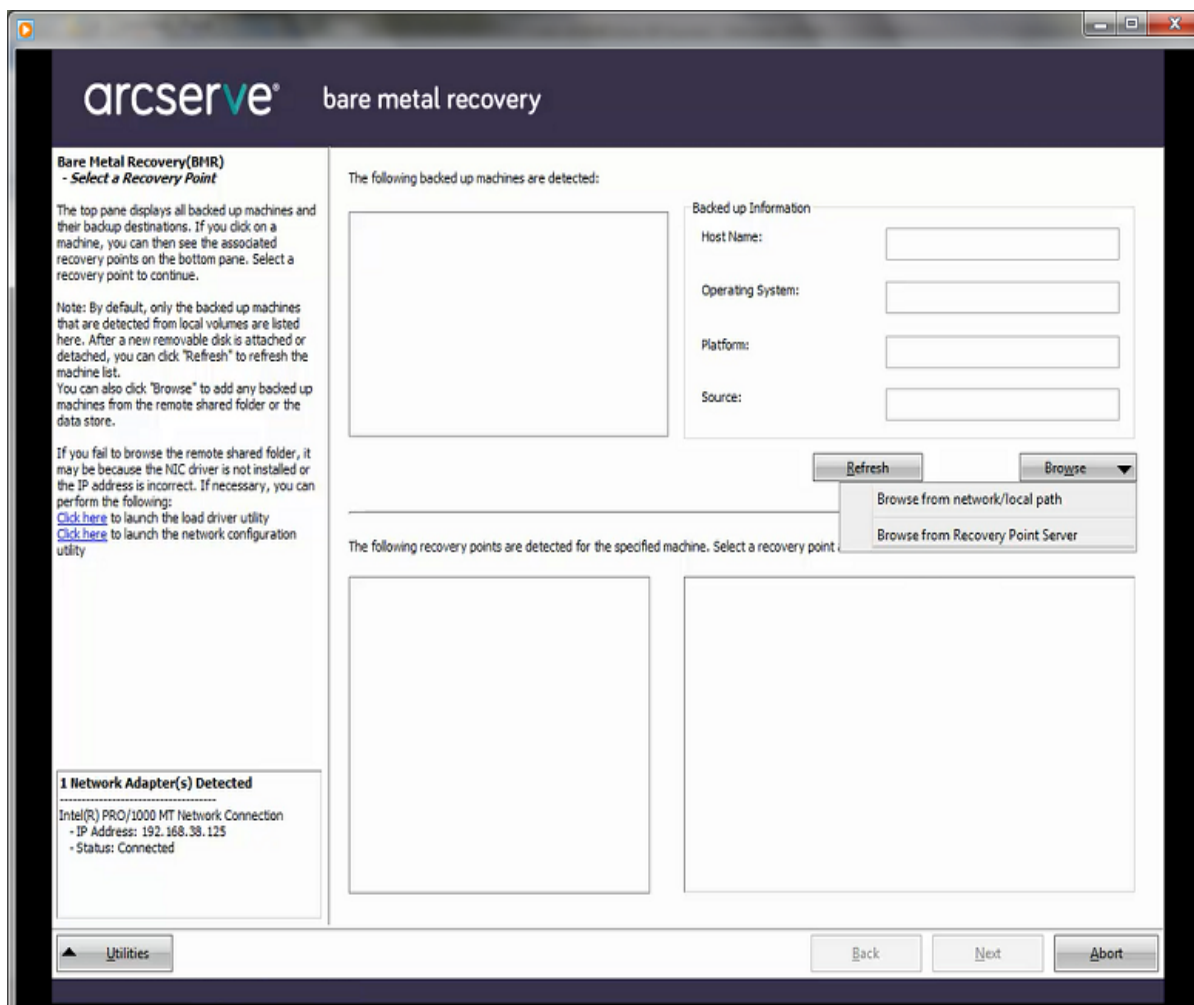 arcserve® bare metal recovery
Bare Metal Recovery(BMR)
- Select a Recovery Point
The top pane displays all backed up machines and
their backup destinations. If you click on a
machine, you can then see the associated
recovery points on the bottom pane. Select a
recovery point to continue.
Note: By default, only the backed up machines
that are detected from local volumes are listed
here. After a new removable disk is attached or
detached, you can click "Refresh" to refresh the
machine list.
You can also click "Browse" to add any backed up
machines from the remote shared folder or the
data store.
If you fail to browse the remote shared folder, it
may be because the NIC driver is not installed or
the IP address is incorrect. If necessary, you can
perform the following:
Click here to launch the load driver utility
Click here to launch the network configuration
utility
1 Network Adapter(s) Detected
Intel(R) PRO/1000 MT Network Connection
- IP Address: 192.168.38.125
- Status: Connected
The following backed up machines are detected:
Backed up Information
Host Name:
Operating System:
Platform:
Source:
Refresh
Browse
Browse from network/local path
Browse from Recovery Point Server
The following recovery points are detected for the specified machine. Select a recovery point
Utilities
Back
Next
Abort